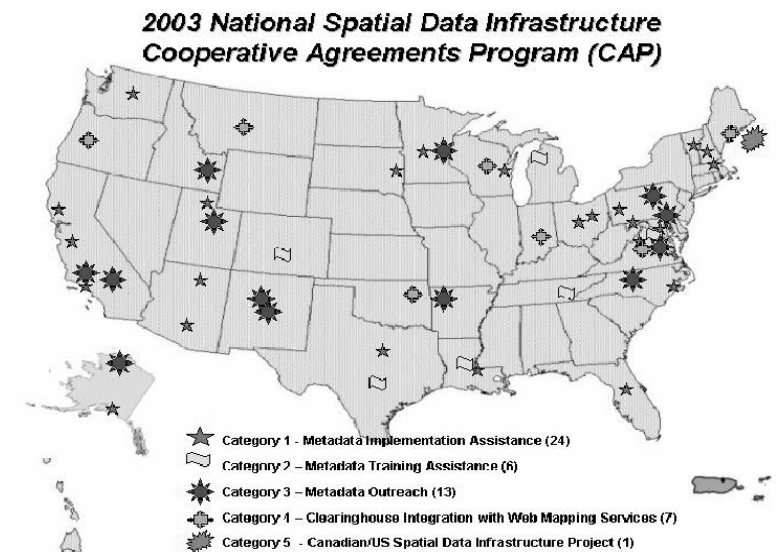 2003 National Spatial Data Infrastructure
Cooperative Agreements Program (CAP)
Category 1 - Metadata Implementation Assistance (24)
Category 2 – Metadata Training Assistance (6)
Category 3 – Metadata Outreach (13)
Category 4 – Clearinghouse Integration with Web Mapping Services (7)
Category 5 - Canadian/US Spatial Data Infrastructure Project (1)